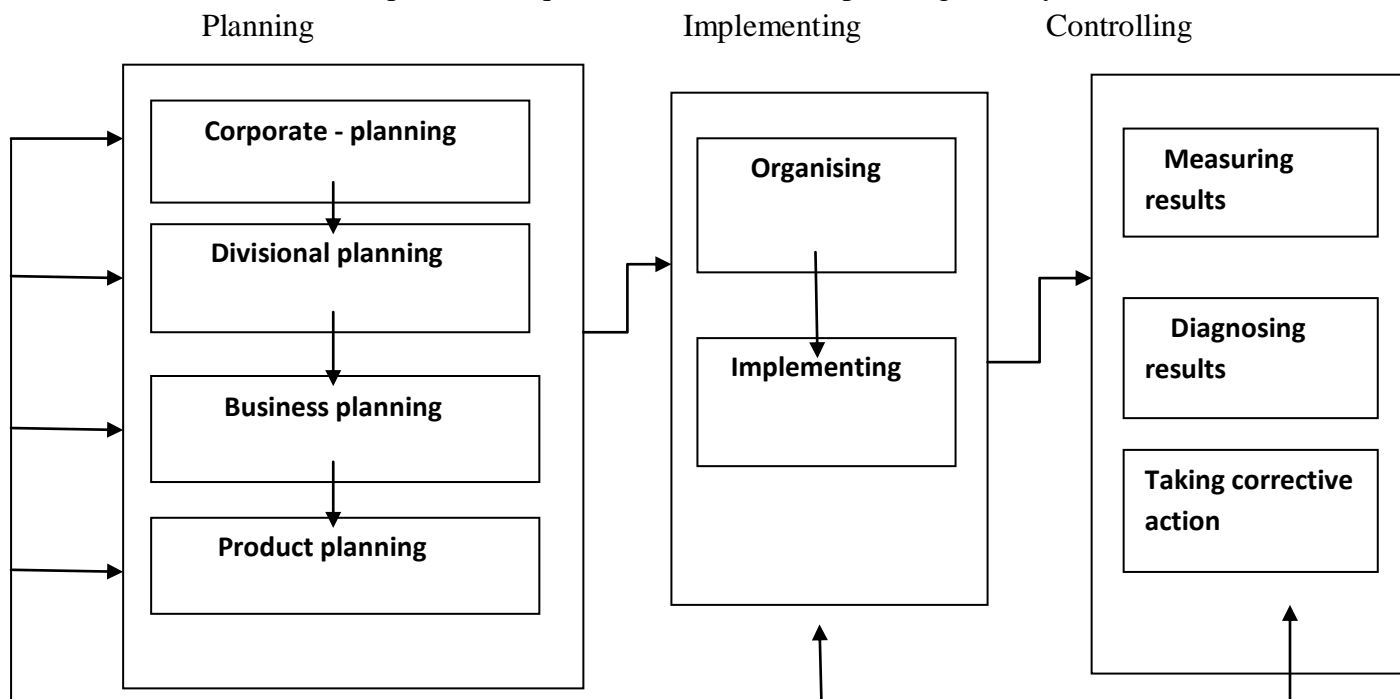 Planning Implementing Controlling
Corporate - planning
Divisional planning
Business planning
Product planning
Organising
Implementing
Measuring
results
Diagnosing
results
Taking corrective
action